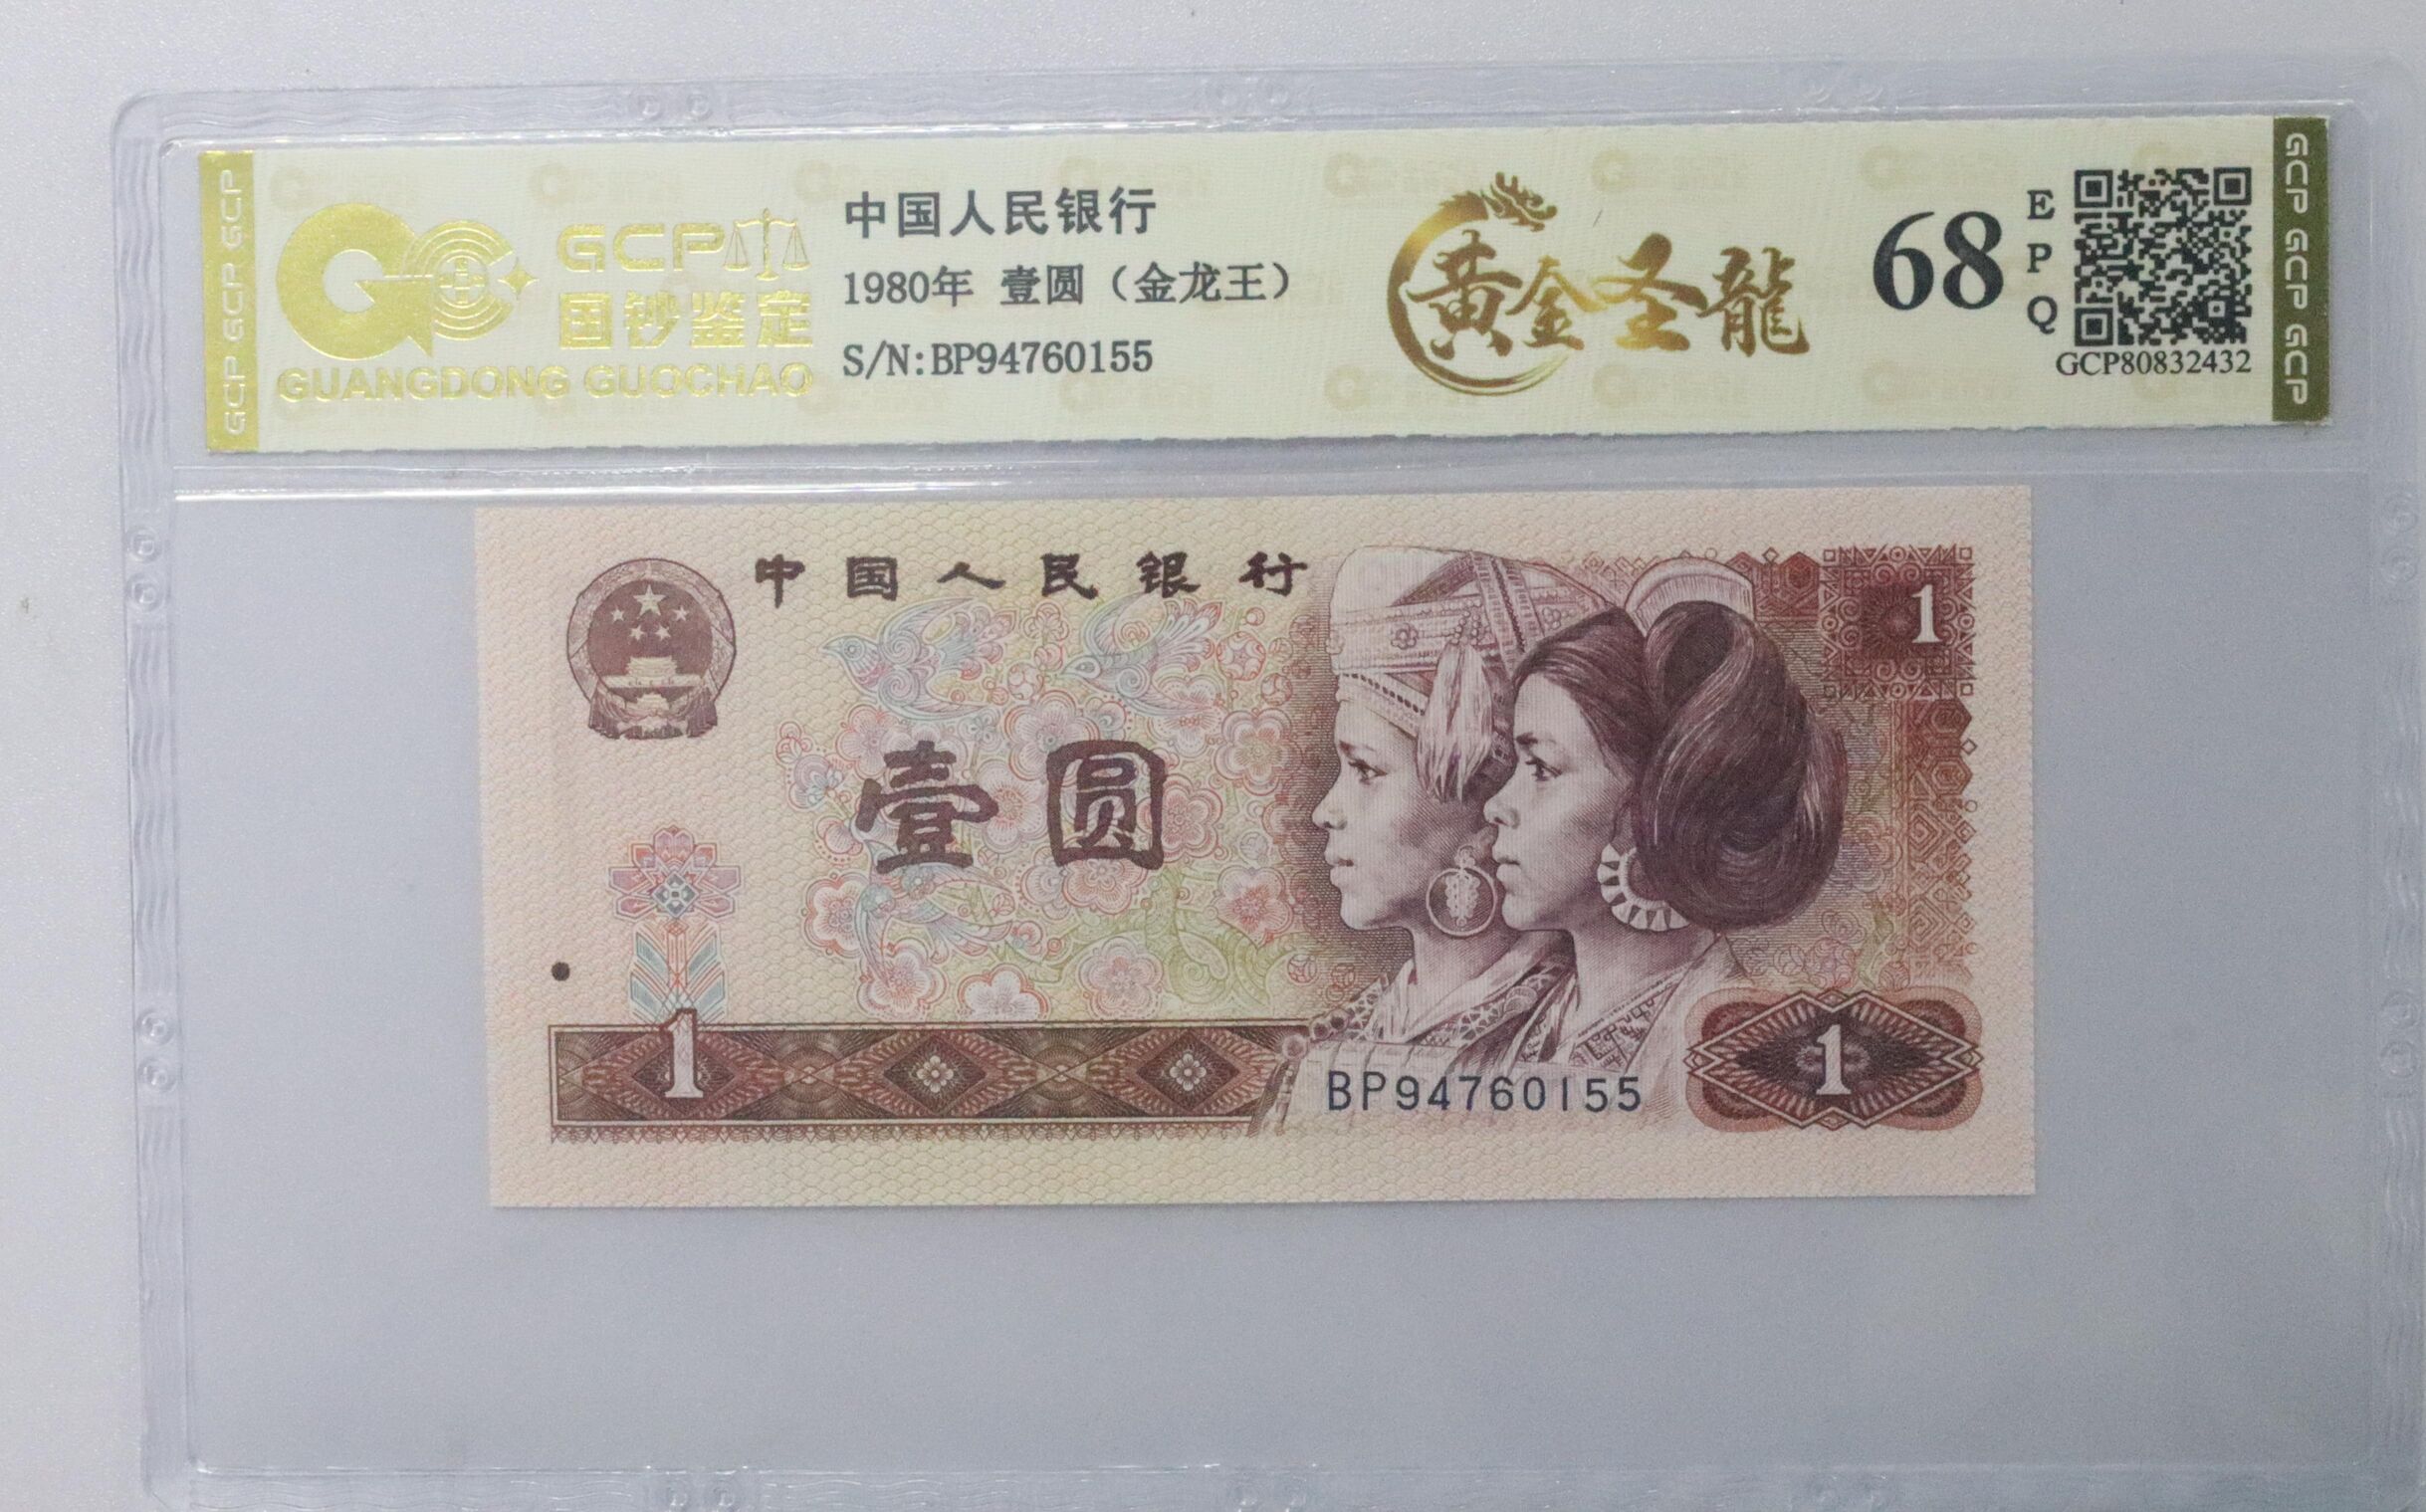 GCP GCP GCP
GCP
国钞鉴定
GUANGDONG GUOCHAO
中国人民银行
1980年 壹圆（金龙王）
S/N:BP94760155
黄金圣龍
68
EPQ
GCP80832432
GCP GCP GCP
中国人民银行
1
壹圆
1
BP94760155
1